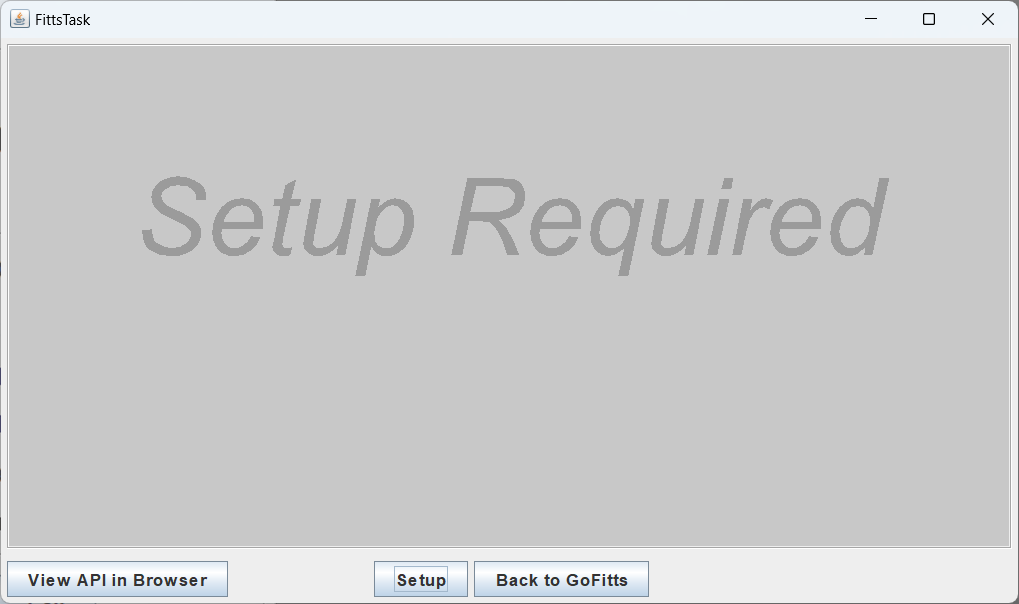 FittsTask
Setup Required
View API in Browser
Setup
Back to GoFitts